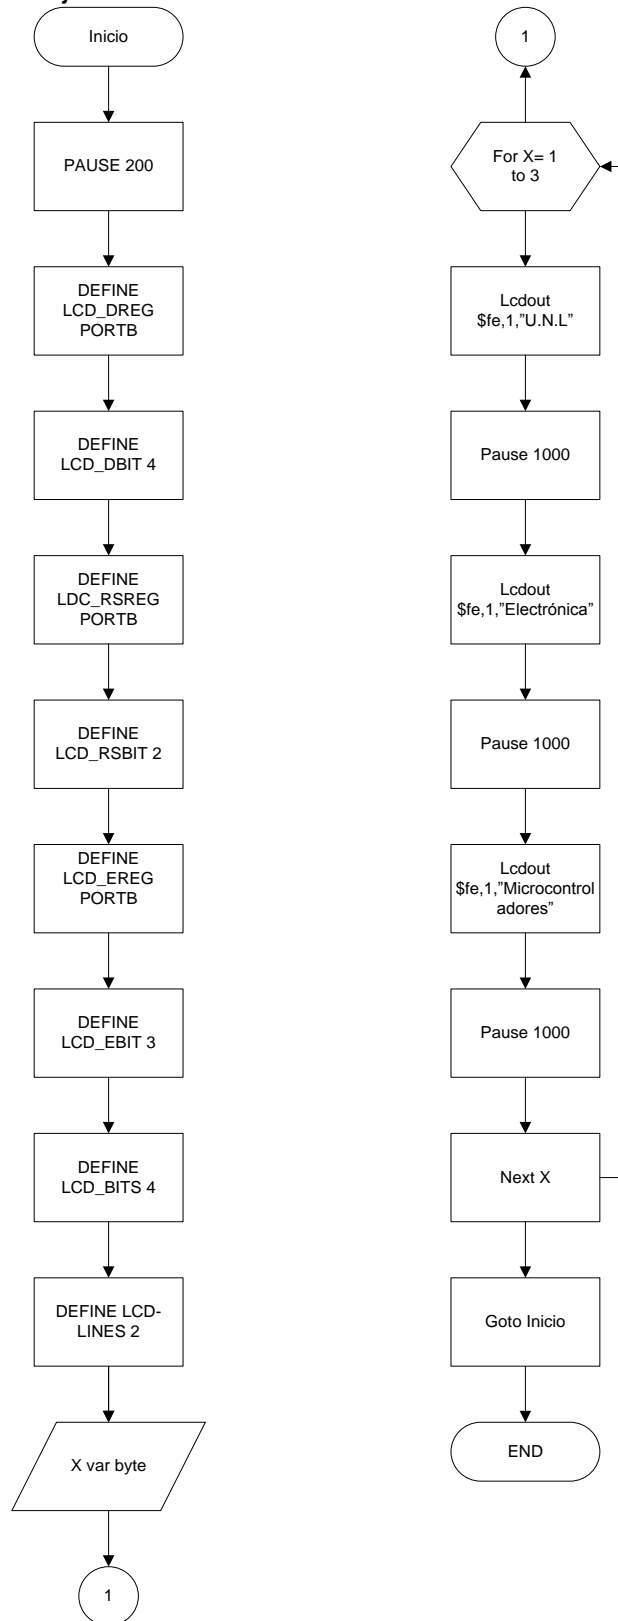 Inicio
PAUSE 200
DEFINE
LCD_DREG
PORTB
DEFINE
LCD_DBIT 4
DEFINE
LDC_RSREG
PORTB
DEFINE
LCD_RSBIT 2
DEFINE
LCD_EREG
PORTB
DEFINE
LCD_EBIT 3
DEFINE
LCD_BITS 4
DEFINE LCD-
LINES 2
X var byte
1
1
For X= 1
to 3
Lcdout
$fe,1,”U.N.L”
Pause 1000
Lcdout
$fe,1,”Electrónica”
Pause 1000
Lcdout
$fe,1,”Microcontrol
adores”
Pause 1000
Next X
Goto Inicio
END